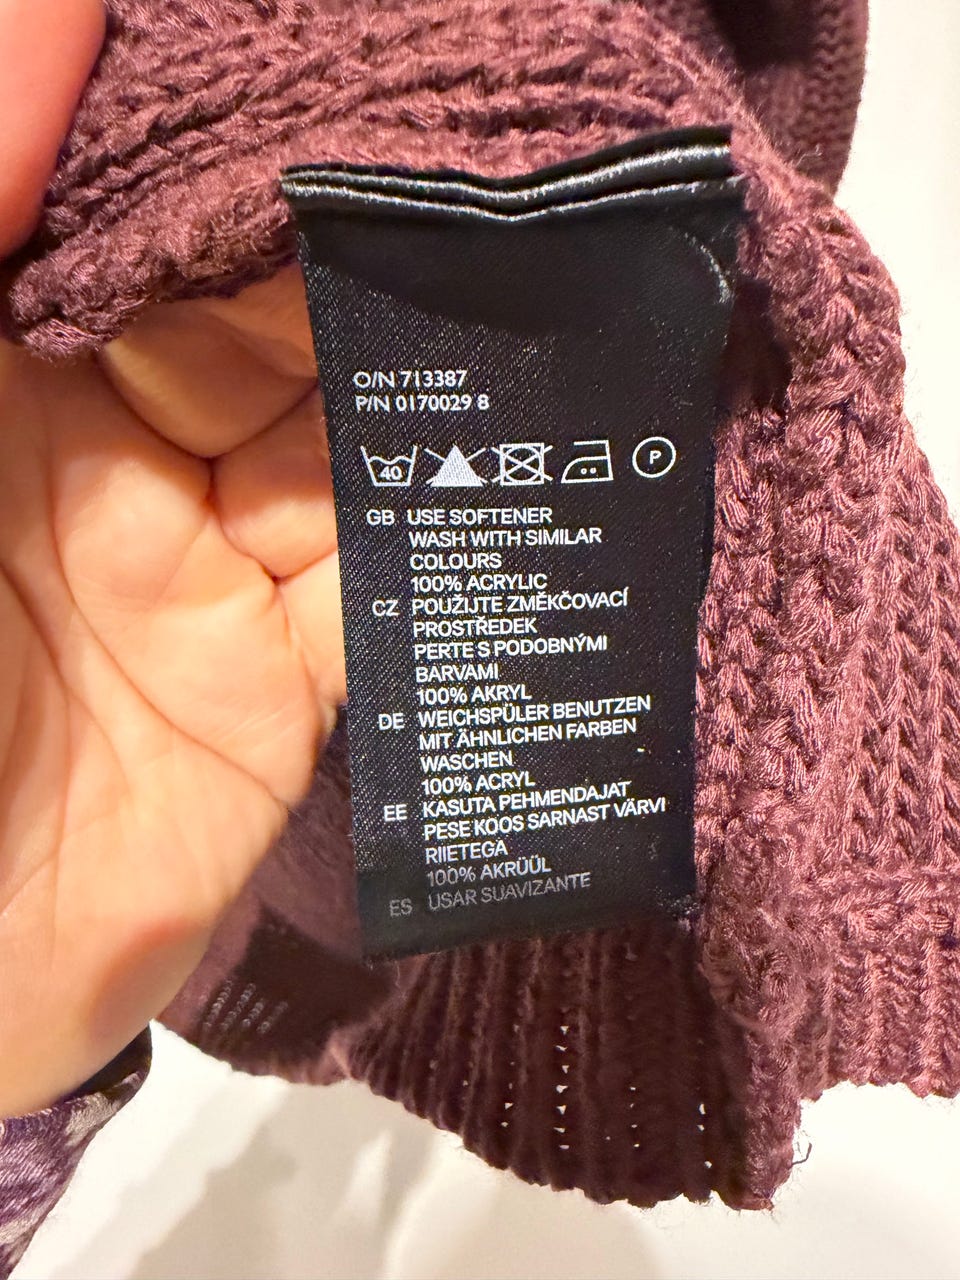 O/N 713387
P/N 0170029 8
40 P
GB USE SOFTENER
WASH WITH SIMILAR
COLOURS
100% ACRYLIC
CZ POUŽIJTE ZMĚKČOVACÍ
PROSTŘEDEK
PERTE S PODOBNÝMI
BARVAMI
100% AKRYL
DE WEICHSPÜLER BENUTZEN
MIT ÄHNLICHEN FARBEN
WASCHEN
100% ACRYL
EE KASUTA PEHMENDAJAT
PESE KOOS SARNAST VÄRVI
RIIETEGA
100% AKRÜÜL
ES USAR SUAVIZANTE